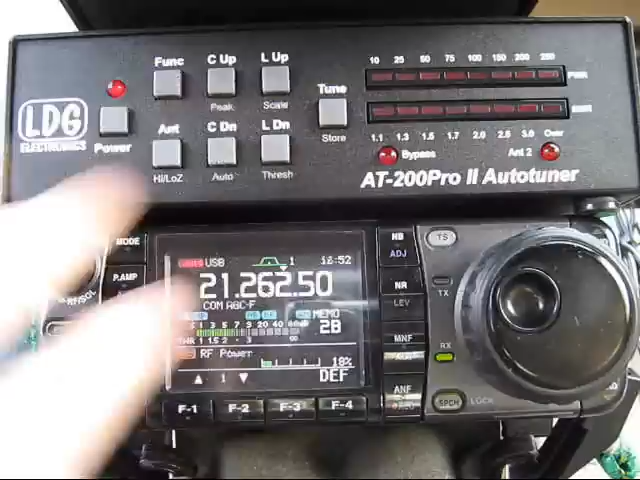 Func C Up L Up
Peak Scale
Tune
Store
10 25 50 75 100 150 200 250
LDG
ELECTRONICS
Power
Ant C Dn L Dn
Hi/LoZ Auto Thresh
1.1 1.3 1.5 1.7 2.0 2.5 3.0 Over
Bypass Ant 2
AT-200Pro II Autotuner
MODE
P.AMP
USB 1
21.262.50
COM AGC-F
MEMO
2B
RF Power
18%
1 DEF
F-1 F-2 F-3 F-4
NB
ADJ
NR
LEV
MNF
ANF
TS
TX
RX
SPCH LOCK